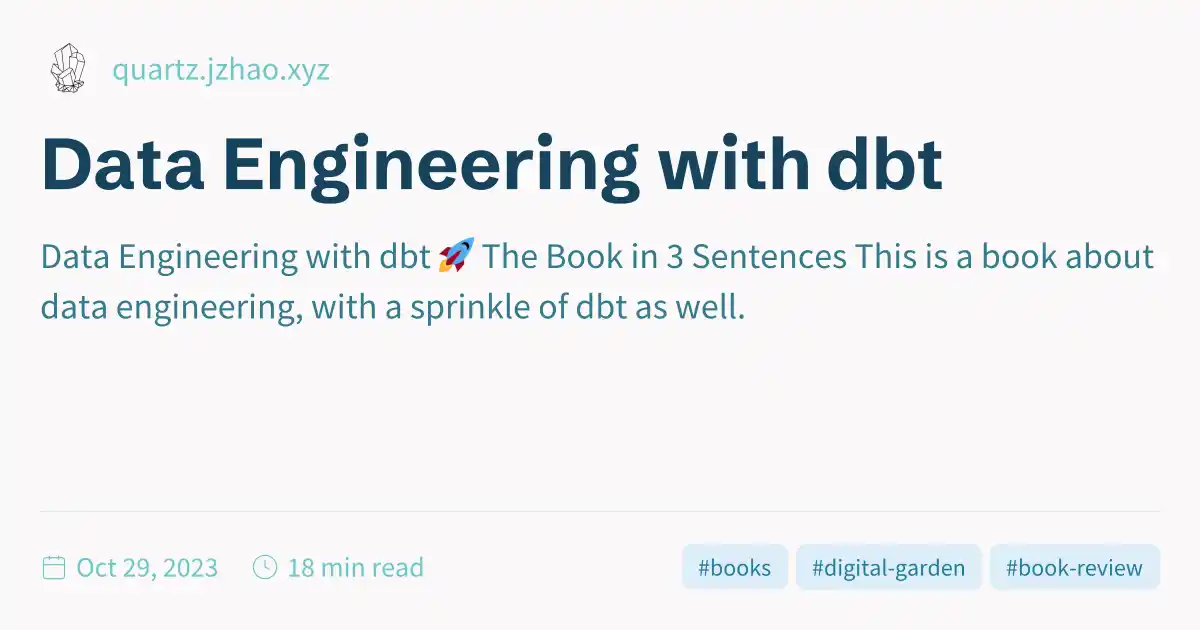 quartz.jzhao.xyz
Data Engineering with dbt
Data Engineering with dbt 🚀 The Book in 3 Sentences This is a book about
data engineering, with a sprinkle of dbt as well.
Oct 29, 2023 18 min read #books #digital-garden #book-review